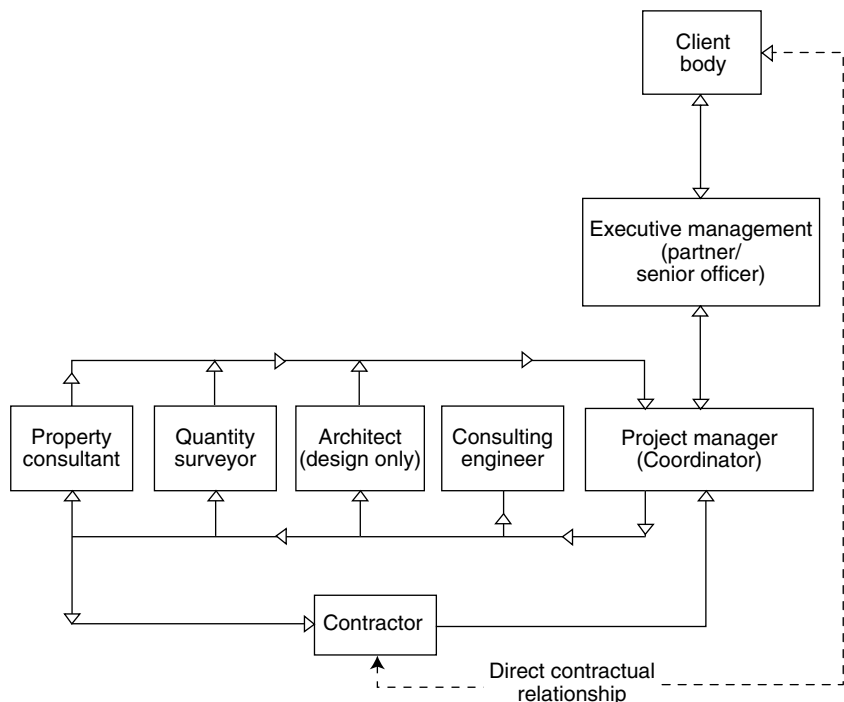 Client
body
Executive management
(partner/
senior officer)
Property
consultant
Quantity
surveyor
Architect
(design only)
Consulting
engineer
Project manager
(Coordinator)
Contractor
Direct contractual
relationship